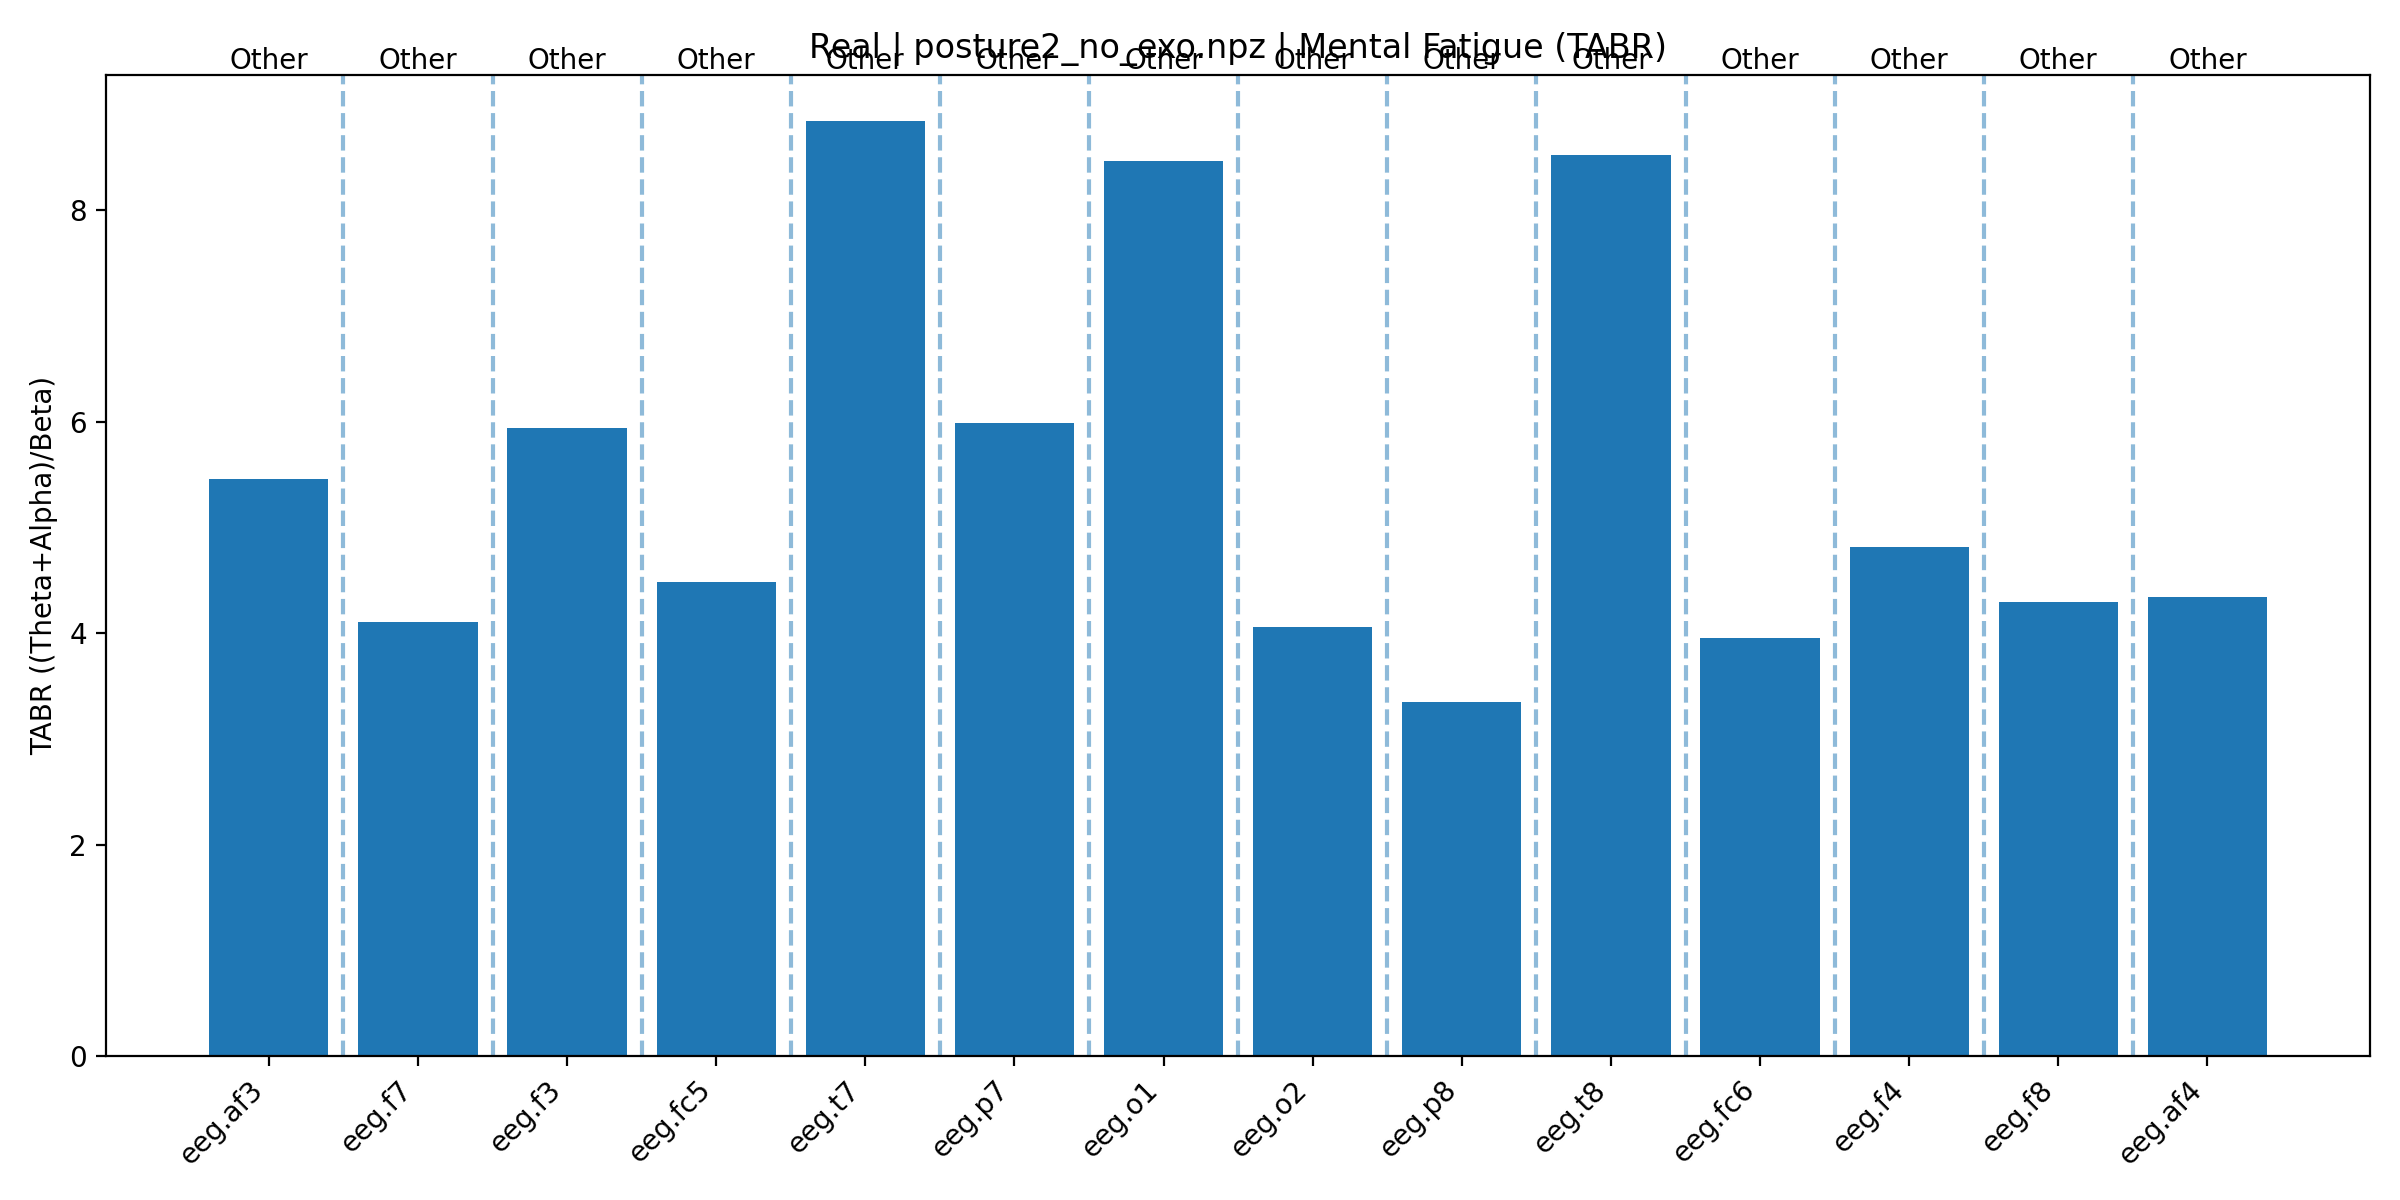 Real | posture2_no_exo.npz | Mental Fatigue (TABR)
Other Other Other Other Other Other Other Other Other Other Other Other Other Other
TABR ((Theta+Alpha)/Beta)
8
6
4
2
0
eeg.af3 eeg.f7 eeg.f3 eeg.fc5 eeg.t7 eeg.p7 eeg.o1 eeg.o2 eeg.p8 eeg.t8 eeg.fc6 eeg.f4 eeg.f8 eeg.af4